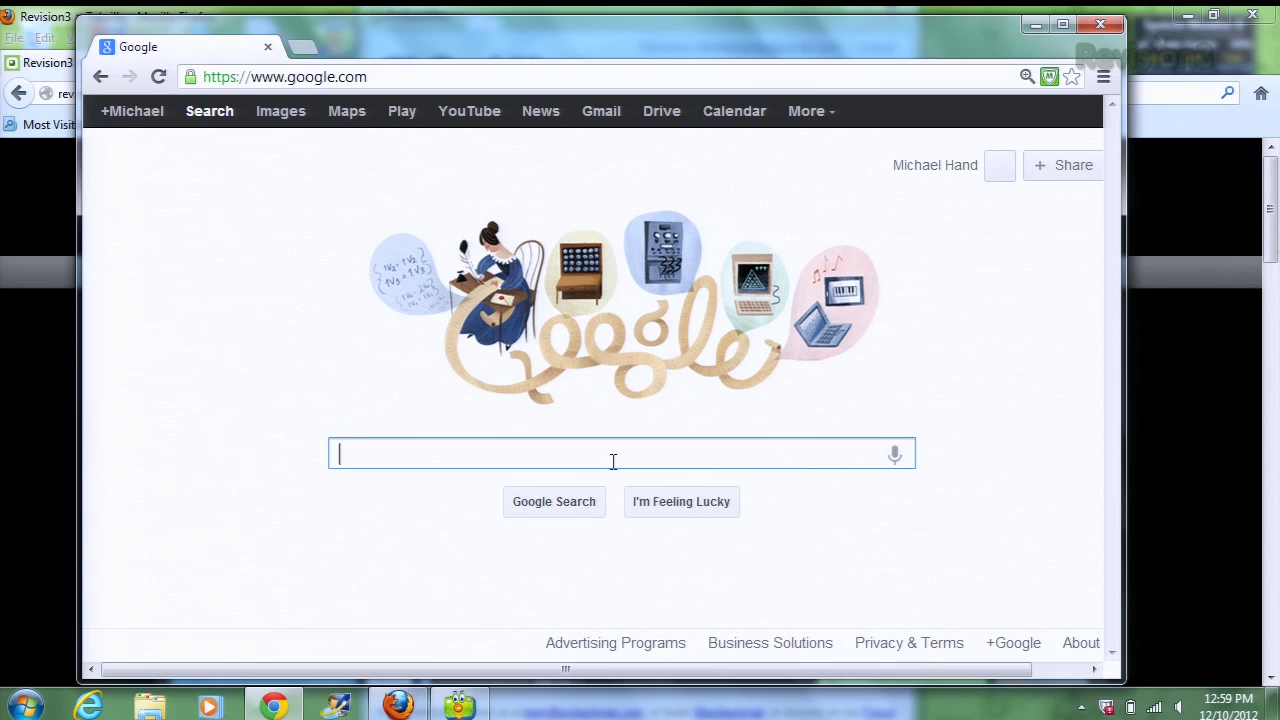 Revision3
Google
File Edit
Revision3
https://www.google.com
rev
Most Visit
+Michael Search Images Maps Play YouTube News Gmail Drive Calendar More
Michael Hand
+ Share
Google
Google Search
I'm Feeling Lucky
Advertising Programs Business Solutions Privacy & Terms +Google About
12:59 PM
12/10/2012